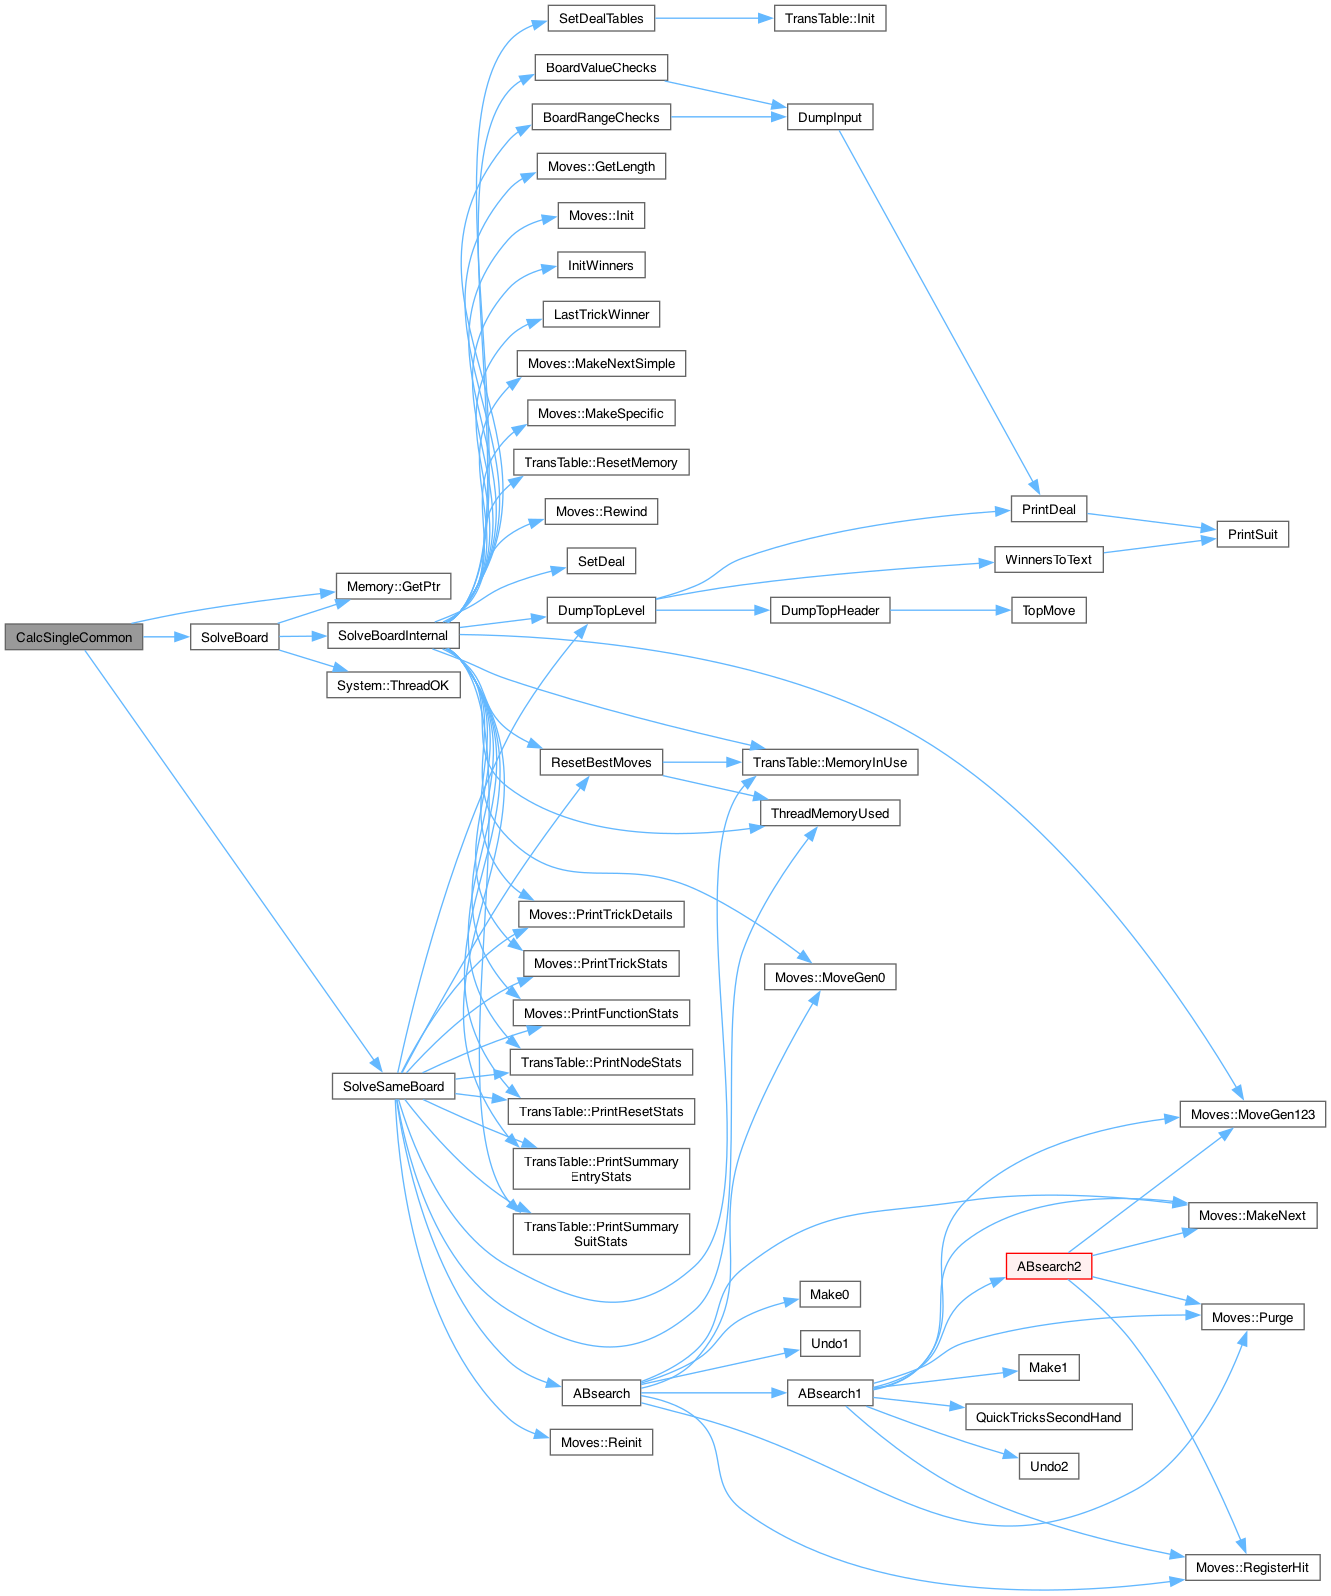 SetDealTables
TransTable::Init
BoardValueChecks
BoardRangeChecks
DumpInput
Moves::GetLength
Moves::Init
InitWinners
LastTrickWinner
Moves::MakeNextSimple
Moves::MakeSpecific
TransTable::ResetMemory
Moves::Rewind
PrintDeal
PrintSuit
SetDeal
WinnersToText
Memory::GetPtr
DumpTopLevel
DumpTopHeader
TopMove
CalcSingleCommon
SolveBoard
SolveBoardInternal
System::ThreadOK
ResetBestMoves
TransTable::MemoryInUse
ThreadMemoryUsed
Moves::PrintTrickDetails
Moves::PrintTrickStats
Moves::MoveGen0
Moves::PrintFunctionStats
TransTable::PrintNodeStats
SolveSameBoard
TransTable::PrintResetStats
Moves::MoveGen123
TransTable::PrintSummary
EntryStats
TransTable::PrintSummary
SuitStats
Moves::MakeNext
ABsearch2
Make0
Moves::Purge
Undo1
Make1
ABsearch
ABsearch1
QuickTricksSecondHand
Moves::Reinit
Undo2
Moves::RegisterHit